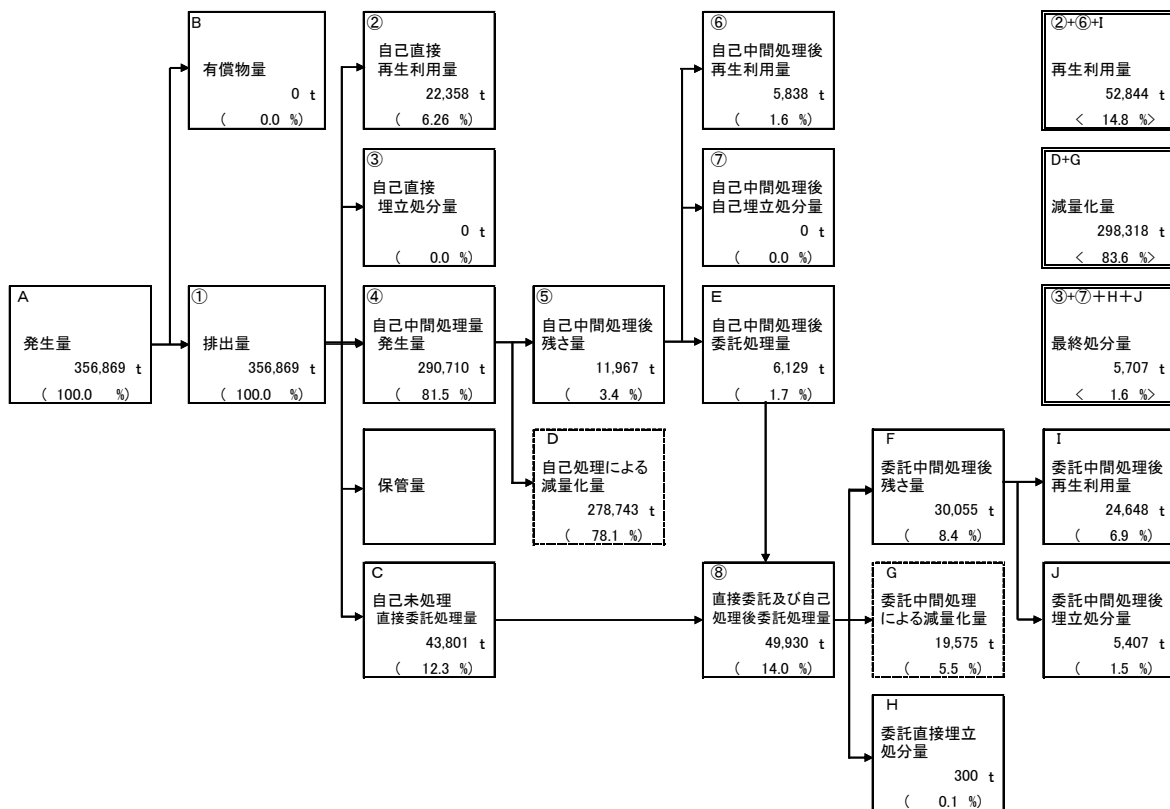 B
有償物量
0 t
( 0.0 %)
②
自己直接
再生利用量
22,358 t
( 6.26 %)
⑥
自己中間処理後
再生利用量
5,838 t
( 1.6 %)
②+⑥+I
再生利用量
52,844 t
< 14.8 %>
③
自己直接
埋立処分量
0 t
( 0.0 %)
⑦
自己中間処理後
自己埋立処分量
0 t
( 0.0 %)
D+G
減量化量
298,318 t
< 83.6 %>
A
発生量
356,869 t
( 100.0 %)
①
排出量
356,869 t
( 100.0 %)
④
自己中間処理量
発生量
290,710 t
( 81.5 %)
⑤
自己中間処理後
残さ量
11,967 t
( 3.4 %)
E
自己中間処理後
委託処理量
6,129 t
( 1.7 %)
③+⑦+H+J
最終処分量
5,707 t
< 1.6 %>
保管量
D
自己処理による
減量化量
278,743 t
( 78.1 %)
F
委託中間処理後
残さ量
30,055 t
( 8.4 %)
I
委託中間処理後
再生利用量
24,648 t
( 6.9 %)
C
自己未処理
直接委託処理量
43,801 t
( 12.3 %)
⑧
直接委託及び自己
処理後委託処理量
49,930 t
( 14.0 %)
G
委託中間処理
による減量化量
19,575 t
( 5.5 %)
J
委託中間処理後
埋立処分量
5,407 t
( 1.5 %)
H
委託直接埋立
処分量
300 t
( 0.1 %)